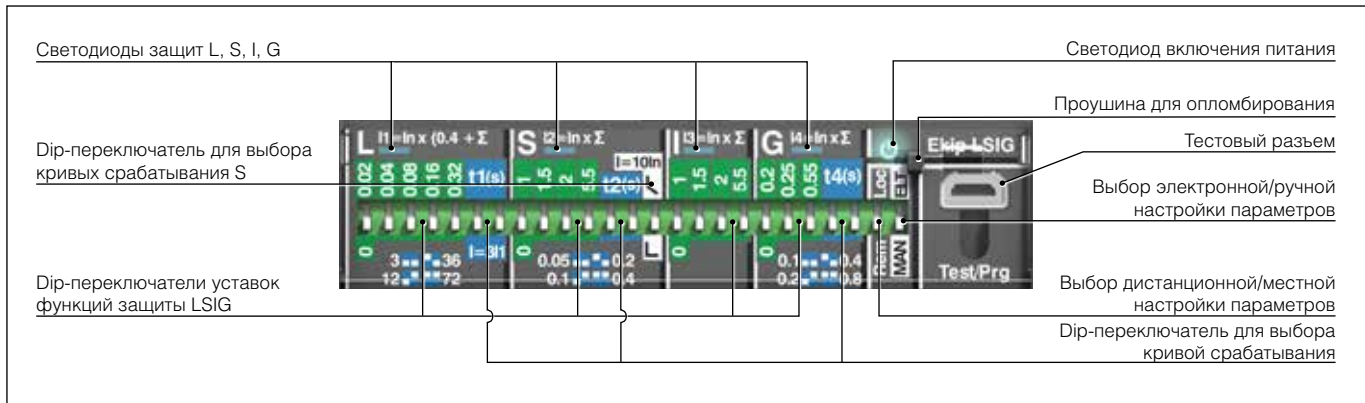 Светодиоды защит L, S, I, G
Светодиод включения питания
Проушина для опломбирования
Тестовый разъем
Dip-переключатель для выбора
кривых срабатывания S
Выбор электронной/ручной
настройки параметров
L I1=In x (0.4 + Σ
S I2=In x Σ
I I3=In x Σ
G I4=In x Σ
Ekip LSIG
I=10In
0.02 0.04 0.08 0.16 0.32 t1(s)
1 1.5 2 5.5 t2(s)
1 1.5 2 5.5
0.2 0.25 0.55 t4(s)
Loc ELT
0 I=3I1
0 L
0
0
Rem MAN
3 36
12 72
0.05 0.2
0.1 0.4
0.1 0.4
0.2 0.8
Test/Prg
Dip-переключатели уставок
функций защиты LSIG
Выбор дистанционной/местной
настройки параметров
Dip-переключатель для выбора
кривой срабатывания